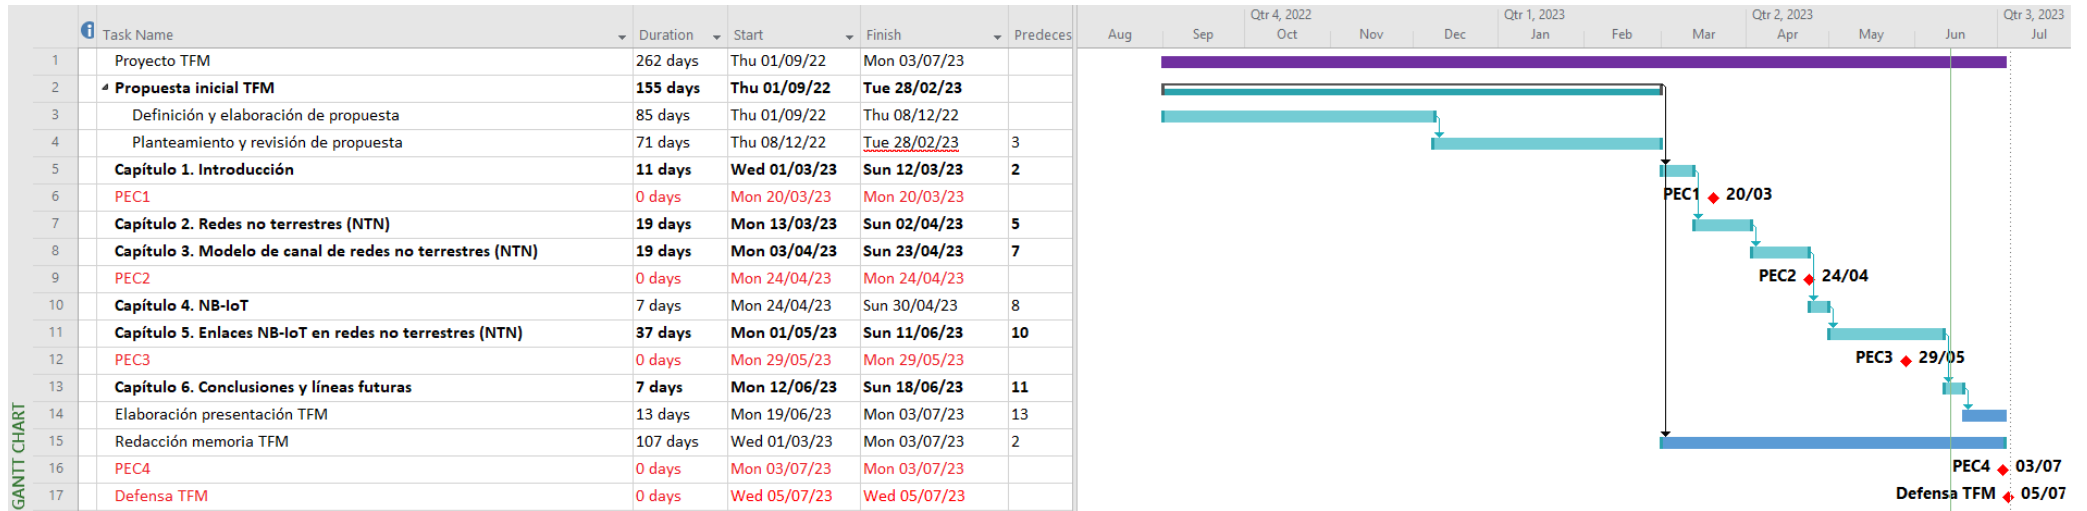 Qtr 4, 2022 Qtr 1, 2023 Qtr 2, 2023 Qtr 3, 2023
Task Name Duration Start Finish Predeces Aug Sep Oct Nov Dec Jan Feb Mar Apr May Jun Jul
1 Proyecto TFM 262 days Thu 01/09/22 Mon 03/07/23
2 Propuesta inicial TFM 155 days Thu 01/09/22 Tue 28/02/23
3 Definición y elaboración de propuesta 85 days Thu 01/09/22 Thu 08/12/22
4 Planteamiento y revisión de propuesta 71 days Thu 08/12/22 Tue 28/02/23 3
5 Capítulo 1. Introducción 11 days Wed 01/03/23 Sun 12/03/23 2
6 PEC1 0 days Mon 20/03/23 Mon 20/03/23 PEC1 20/03
7 Capítulo 2. Redes no terrestres (NTN) 19 days Mon 13/03/23 Sun 02/04/23 5
8 Capítulo 3. Modelo de canal de redes no terrestres (NTN) 19 days Mon 03/04/23 Sun 23/04/23 7
9 PEC2 0 days Mon 24/04/23 Mon 24/04/23 PEC2 24/04
10 Capítulo 4. NB-IoT 7 days Mon 24/04/23 Sun 30/04/23 8
11 Capítulo 5. Enlaces NB-IoT en redes no terrestres (NTN) 37 days Mon 01/05/23 Sun 11/06/23 10
12 PEC3 0 days Mon 29/05/23 Mon 29/05/23 PEC3 29/05
13 Capítulo 6. Conclusiones y líneas futuras 7 days Mon 12/06/23 Sun 18/06/23 11
14 Elaboración presentación TFM 13 days Mon 19/06/23 Mon 03/07/23 13
15 Redacción memoria TFM 107 days Wed 01/03/23 Mon 03/07/23 2
16 PEC4 0 days Mon 03/07/23 Mon 03/07/23 PEC4 03/07
17 Defensa TFM 0 days Wed 05/07/23 Wed 05/07/23 Defensa TFM 05/07
GANTT CHART